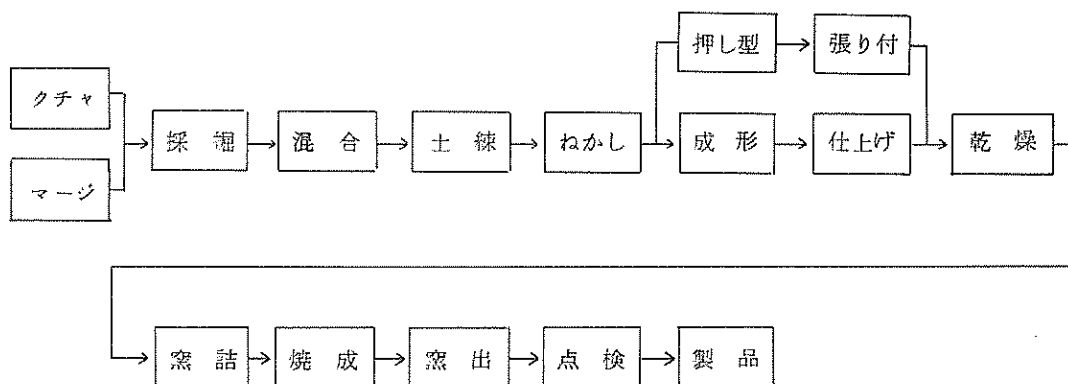 クチャ
マージ
採掘
混合
土練
ねかし
押し型
張り付
成形
仕上げ
乾燥
窯詰
焼成
窯出
点検
製品